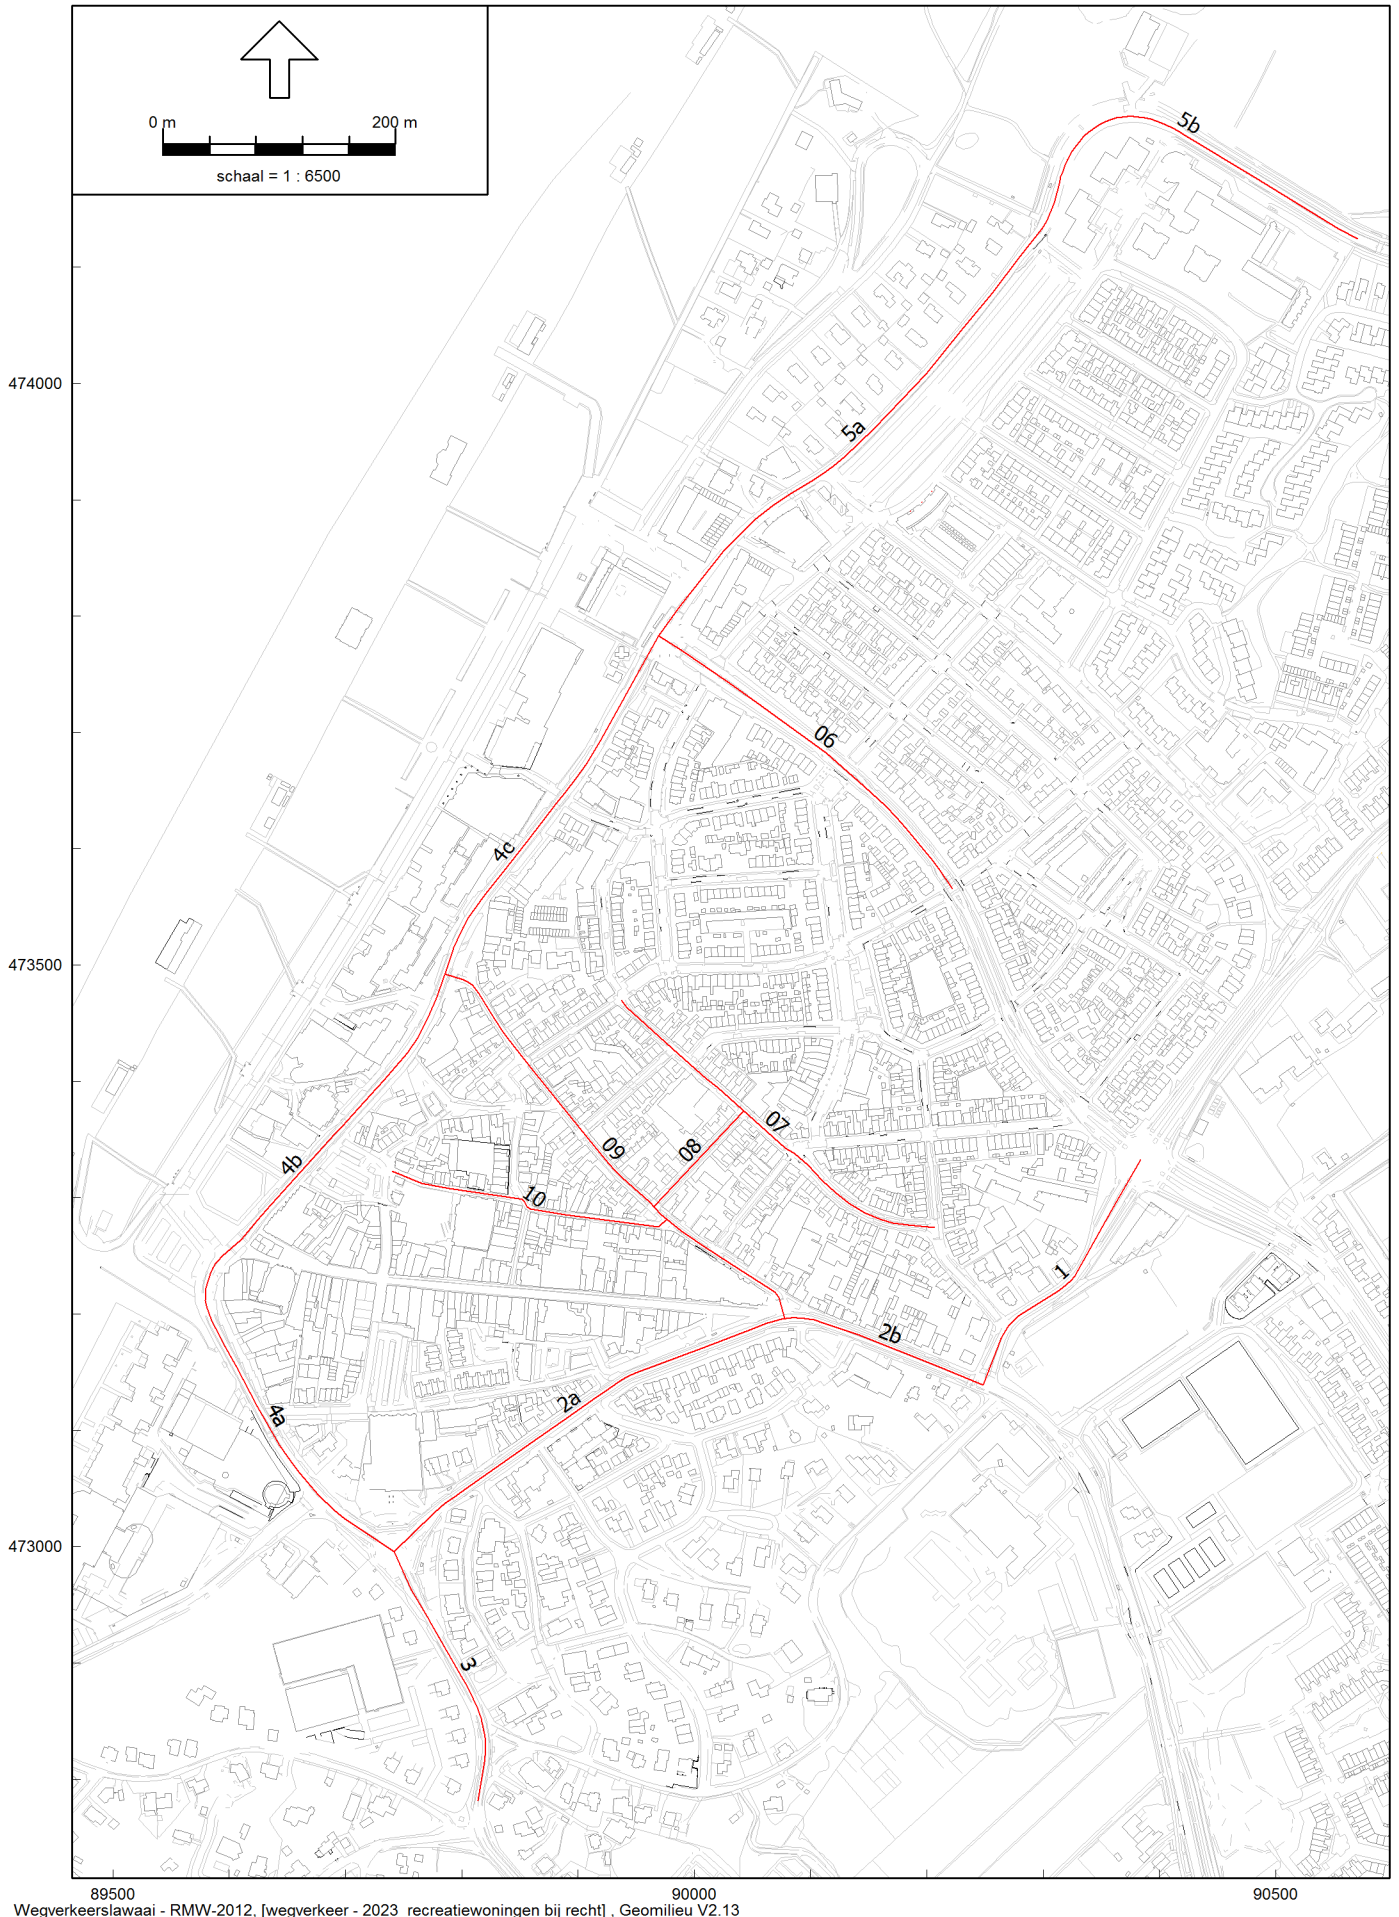 0 m 200 m
schaal = 1 : 6500
5b
474000
5a
06
4c
473500
07
09
08
4b
10
1
2b
2a
4a
473000
3
89500 90000 90500
Wegverkeerslawaai - RMW-2012, [wegverkeer - 2023 recreatiewoningen bij recht] , Geomilieu V2.13